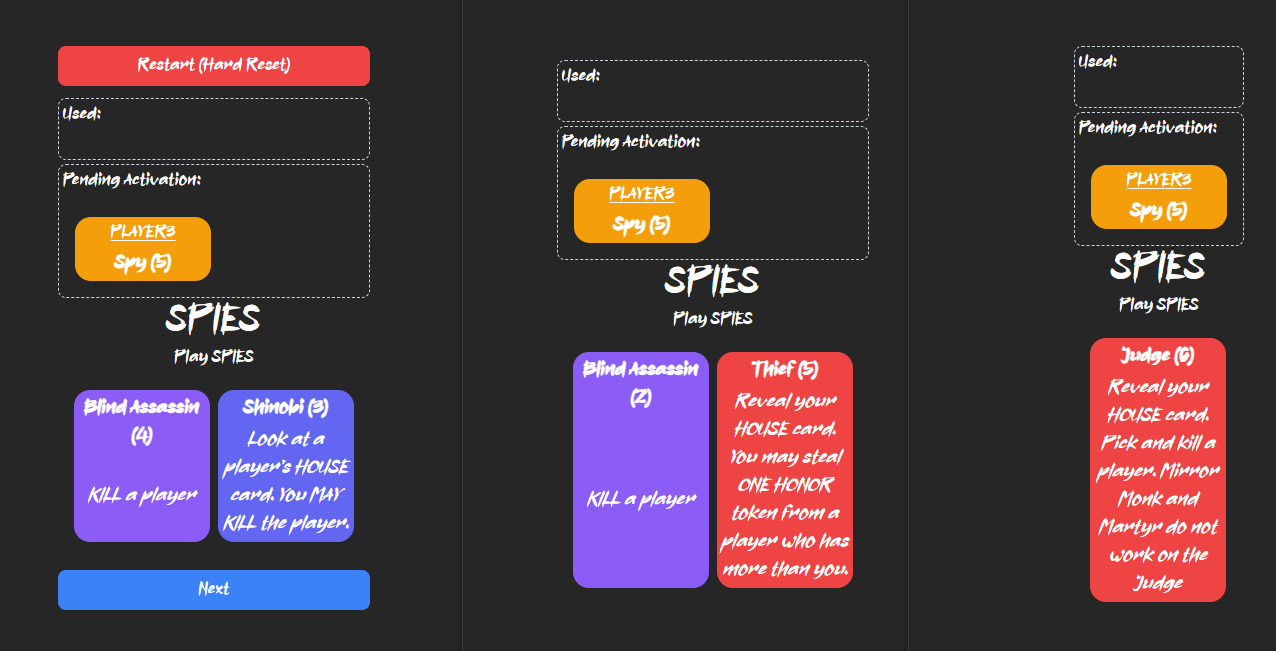 Restart (Hard Reset)
Used:
Pending Activation:
PLAYER3
Spy (5)
SPIES
Play SPIES
Blind Assassin
(4)
KILL a player
Shinobi (3)
Look at a
player's HOUSE
card. You MAY
KILL the player.
Next
Used:
Pending Activation:
PLAYER3
Spy (5)
SPIES
Play SPIES
Blind Assassin
(2)
KILL a player
Thief (5)
Reveal your
HOUSE card.
You may steal
ONE HONOR
token from a
player who has
more than you.
Used:
Pending Activation:
PLAYER3
Spy (5)
SPIES
Play SPIES
Judge (6)
Reveal your
HOUSE card.
Pick and kill a
player. Mirror
Monk and
Martyr do not
work on the
Judge